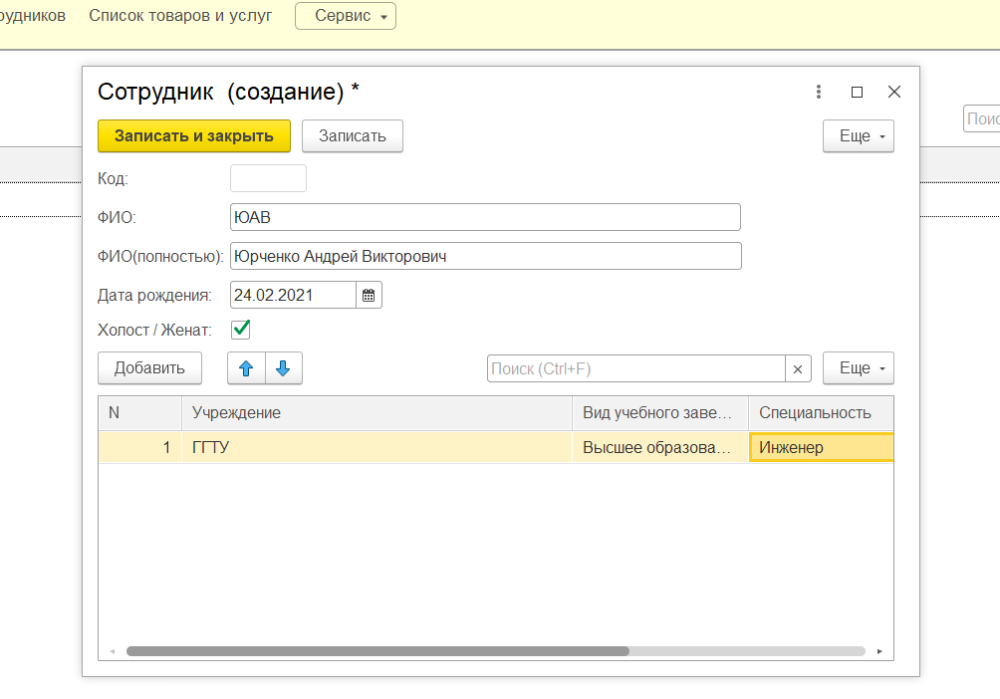 рудников Список товаров и услуг Сервис
Сотрудник (создание) *
Записать и закрыть Записать Еще
Поис
Код:
ФИО: ЮАВ
ФИО(полностью): Юрченко Андрей Викторович
Дата рождения: 24.02.2021
Холост / Женат:
Добавить Поиск (Ctrl+F) × Еще
N Учреждение Вид учебного заве... Специальность
1 ГГТУ Высшее образова... Инженер